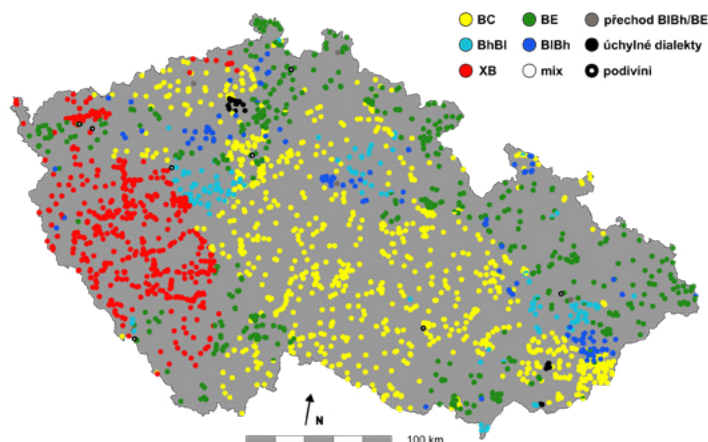 BC BE přechod BlBh/BE
BhBl BlBh úchylné dialekty
XB mix podivíni
N
100 km